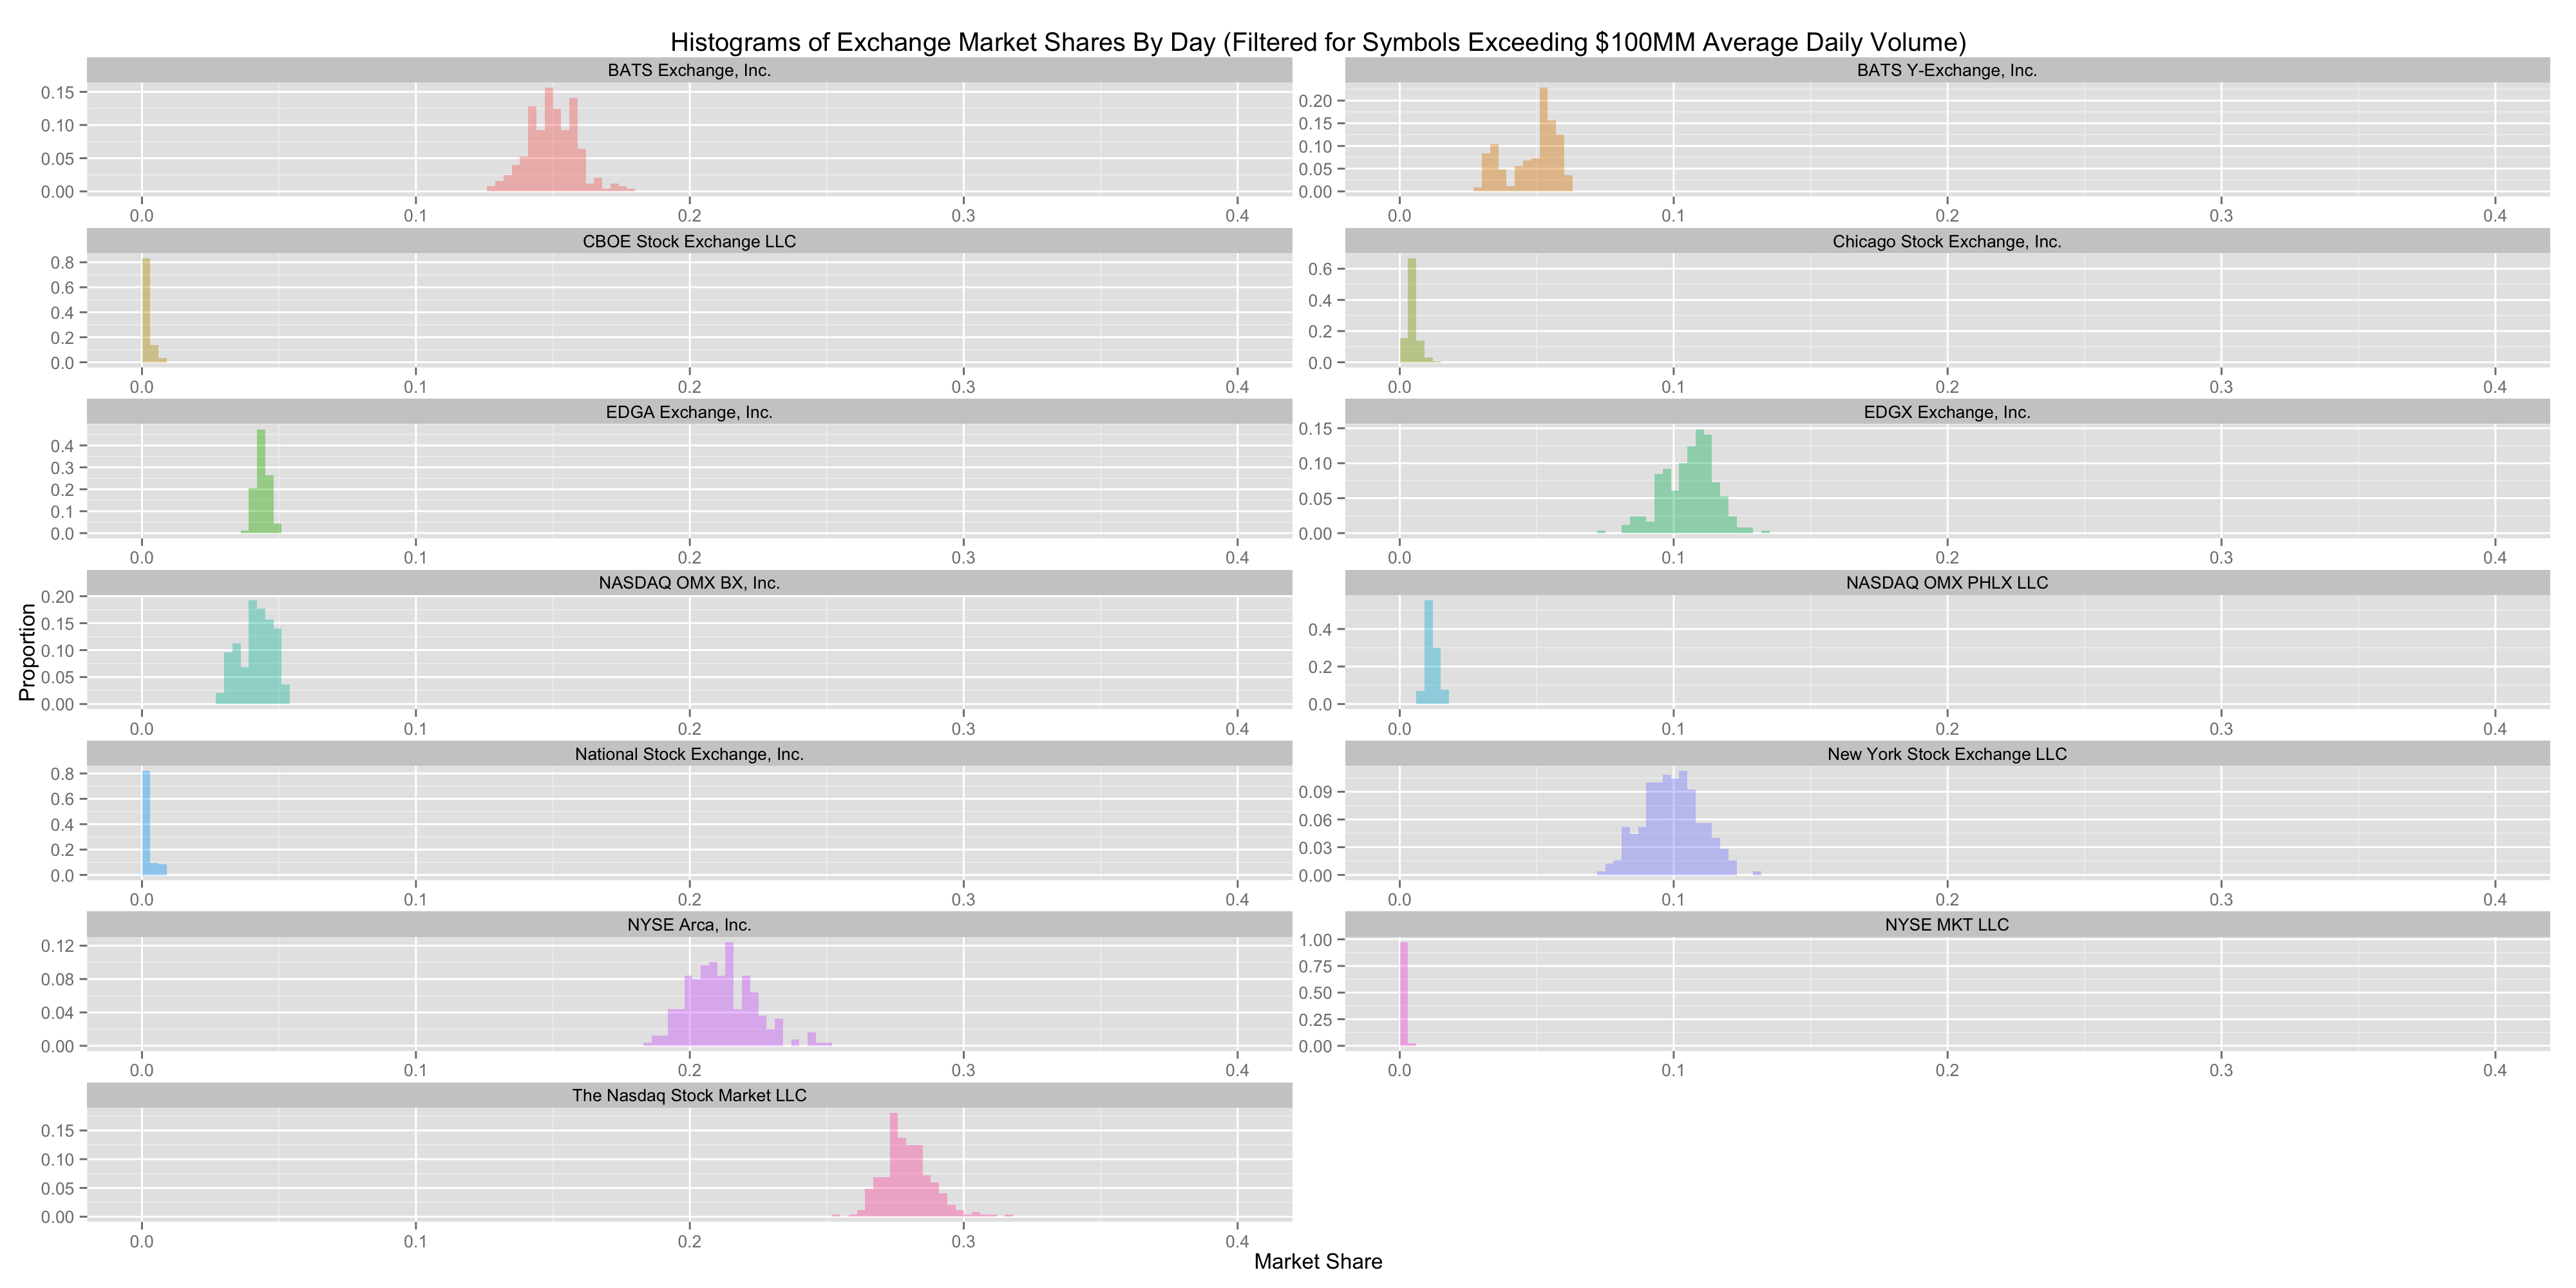 Histograms of Exchange Market Shares By Day (Filtered for Symbols Exceeding $100MM Average Daily Volume)
BATS Exchange, Inc.
0.15
0.10
0.05
0.00
0.0 0.1 0.2 0.3 0.4
BATS Y-Exchange, Inc.
0.20
0.15
0.10
0.05
0.00
0.0 0.1 0.2 0.3 0.4
CBOE Stock Exchange LLC
0.8
0.6
0.4
0.2
0.0
0.0 0.1 0.2 0.3 0.4
Chicago Stock Exchange, Inc.
0.6
0.4
0.2
0.0
0.0 0.1 0.2 0.3 0.4
EDGA Exchange, Inc.
0.4
0.3
0.2
0.1
0.0
0.0 0.1 0.2 0.3 0.4
EDGX Exchange, Inc.
0.15
0.10
0.05
0.00
0.0 0.1 0.2 0.3 0.4
NASDAQ OMX BX, Inc.
0.20
0.15
0.10
0.05
0.00
0.0 0.1 0.2 0.3 0.4
NASDAQ OMX PHLX LLC
0.4
0.2
0.0
0.0 0.1 0.2 0.3 0.4
Proportion
National Stock Exchange, Inc.
0.8
0.6
0.4
0.2
0.0
0.0 0.1 0.2 0.3 0.4
New York Stock Exchange LLC
0.09
0.06
0.03
0.00
0.0 0.1 0.2 0.3 0.4
NYSE Arca, Inc.
0.12
0.08
0.04
0.00
0.0 0.1 0.2 0.3 0.4
NYSE MKT LLC
1.00
0.75
0.50
0.25
0.00
0.0 0.1 0.2 0.3 0.4
The Nasdaq Stock Market LLC
0.15
0.10
0.05
0.00
0.0 0.1 0.2 0.3 0.4
Market Share